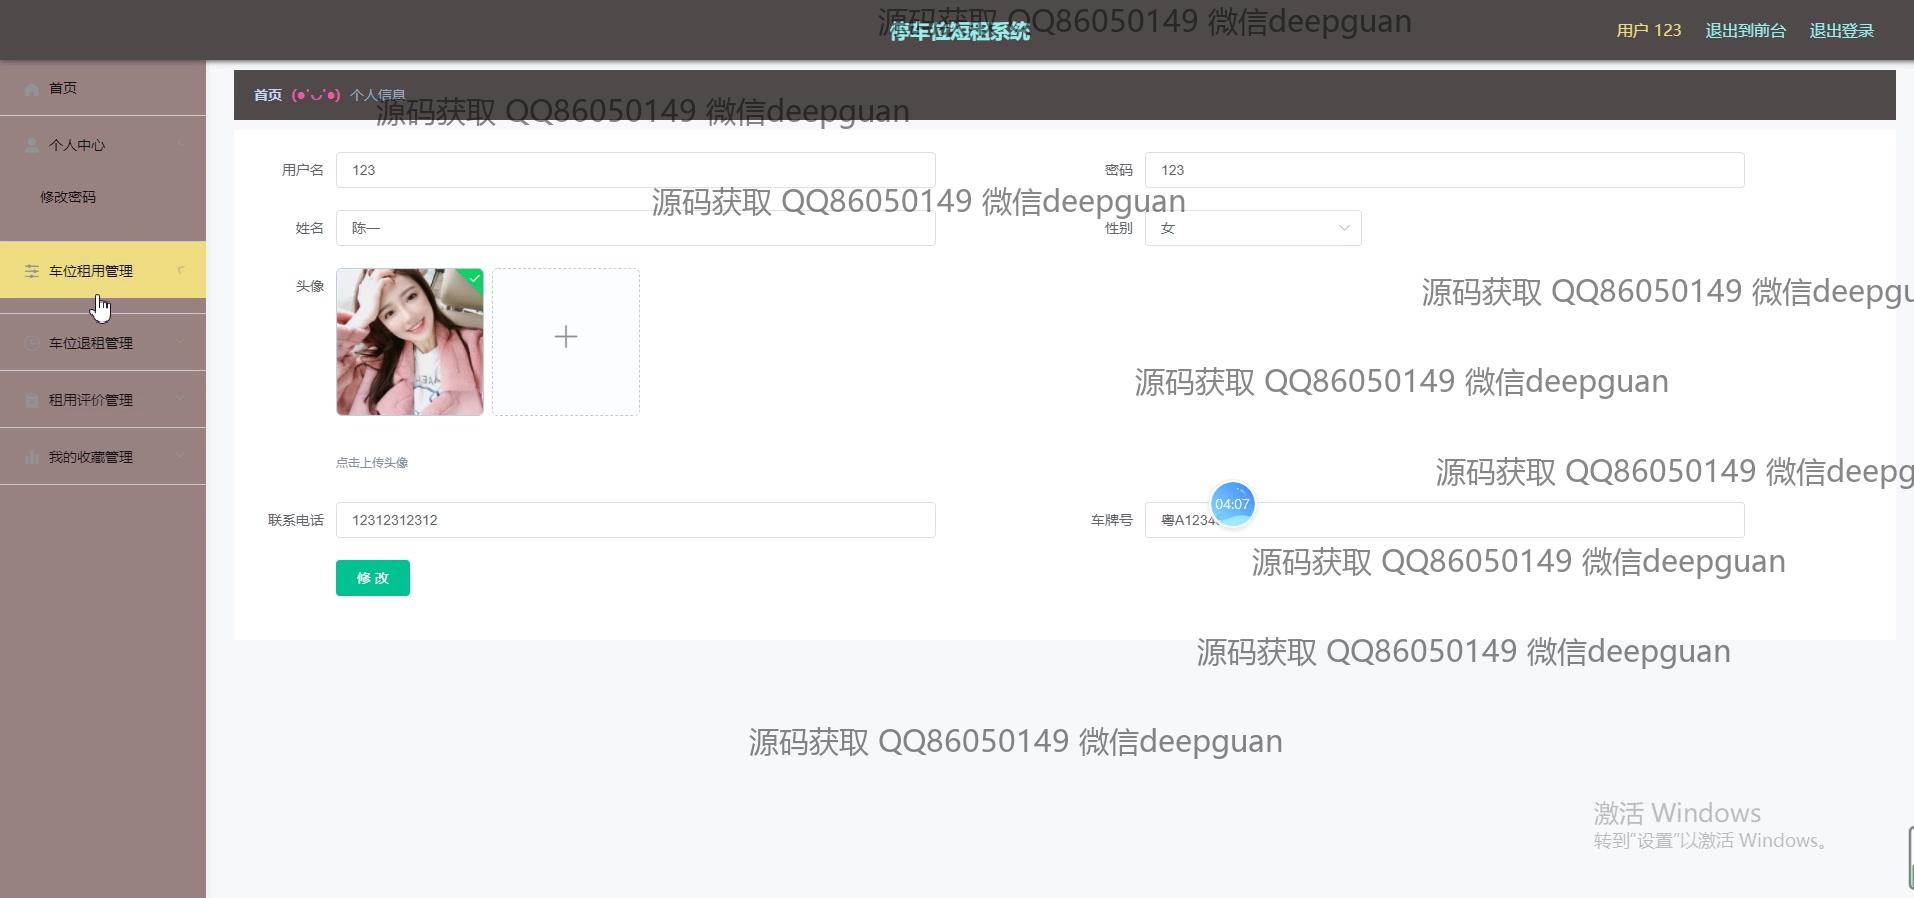 停车位短租系统
源码获取 QQ86050149 微信deepguan
用户 123 退出到前台 退出登录
首页
个人中心
修改密码
车位租用管理
车位退租管理
租用评价管理
我的收藏管理
首页 (●'◡'●) 个人信息
源码获取 QQ86050149 微信deepguan
用户名 123 密码 123
源码获取 QQ86050149 微信deepguan
姓名 陈一 性别 女
头像
源码获取 QQ86050149 微信deepgu
源码获取 QQ86050149 微信deepguan
点击上传头像
源码获取 QQ86050149 微信deepg
04:07
联系电话 12312312312 车牌号 粤A1234
源码获取 QQ86050149 微信deepguan
修 改
源码获取 QQ86050149 微信deepguan
源码获取 QQ86050149 微信deepguan
激活 Windows
转到"设置"以激活 Windows。